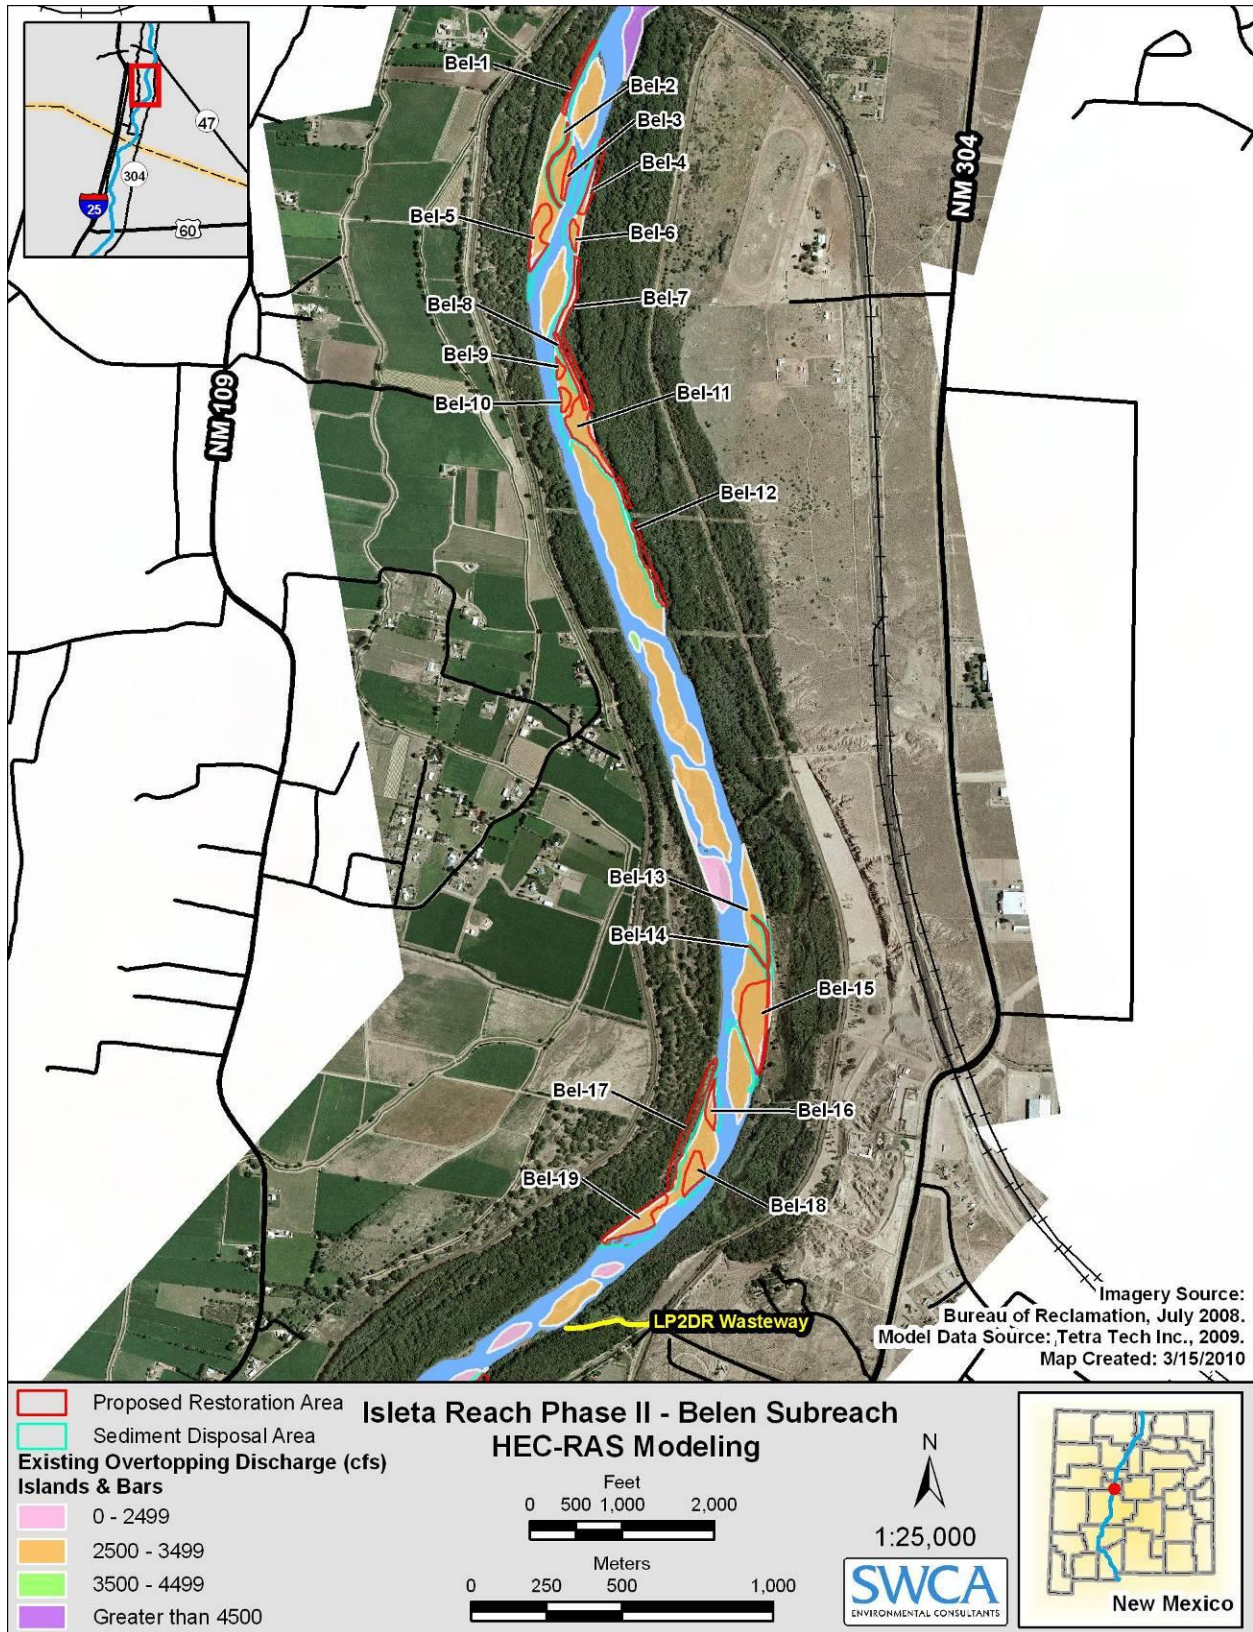 47
304
25
60
Bel-1
Bel-2
Bel-3
Bel-4
Bel-5
Bel-6
Bel-7
Bel-8
Bel-9
Bel-10
Bel-11
Bel-12
Bel-13
Bel-14
Bel-15
Bel-16
Bel-17
Bel-18
Bel-19
NM 304
NM 109
LP2DR Wasteway
Imagery Source:
Bureau of Reclamation, July 2008.
Model Data Source: Tetra Tech Inc., 2009.
Map Created: 3/15/2010
Proposed Restoration Area
Sediment Disposal Area
Existing Overtopping Discharge (cfs)
Islands & Bars
0 - 2499
2500 - 3499
3500 - 4499
Greater than 4500
Isleta Reach Phase II - Belen Subreach
HEC-RAS Modeling
Feet
0 500 1,000 2,000
Meters
0 250 500 1,000
N
1:25,000
SWCA
ENVIRONMENTAL CONSULTANTS
New Mexico